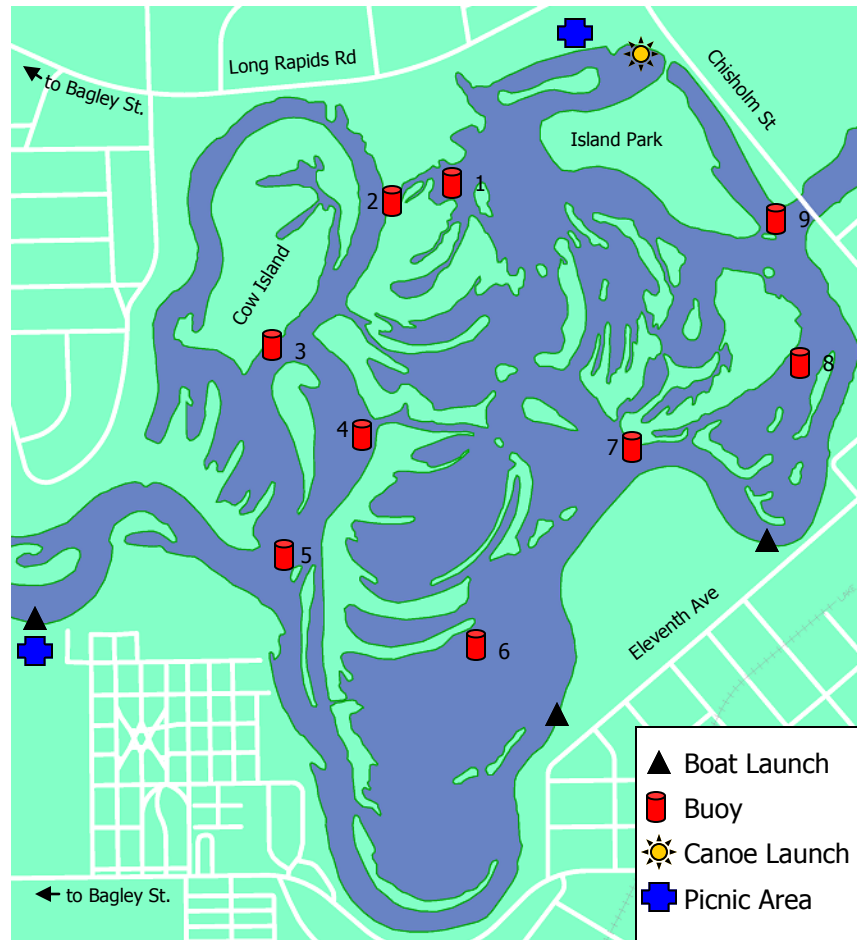 Long Rapids Rd
to Bagley St.
Chisholm St
Island Park
1
2
9
Cow Island
3
8
4
7
5
Eleventh Ave
6
Boat Launch
Buoy
Canoe Launch
Picnic Area
to Bagley St.